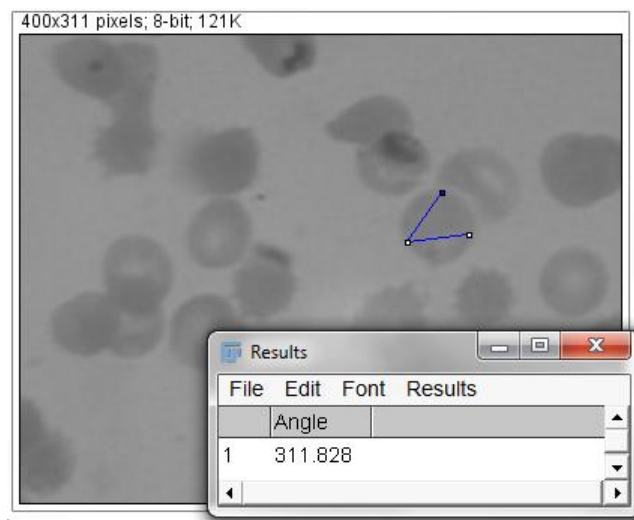 400x311 pixels; 8-bit; 121K
Results
File Edit Font Results
Angle
1 311.828